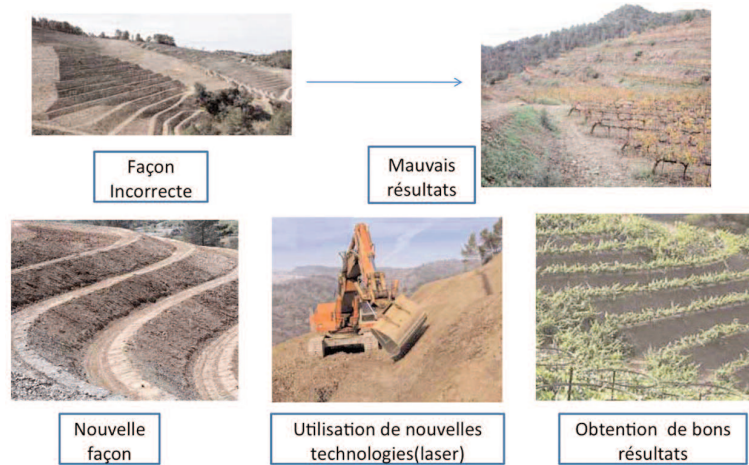 Façon
Incorrecte
Mauvais
résultats
Nouvelle
façon
Utilisation de nouvelles
technologies(laser)
Obtention de bons
résultats